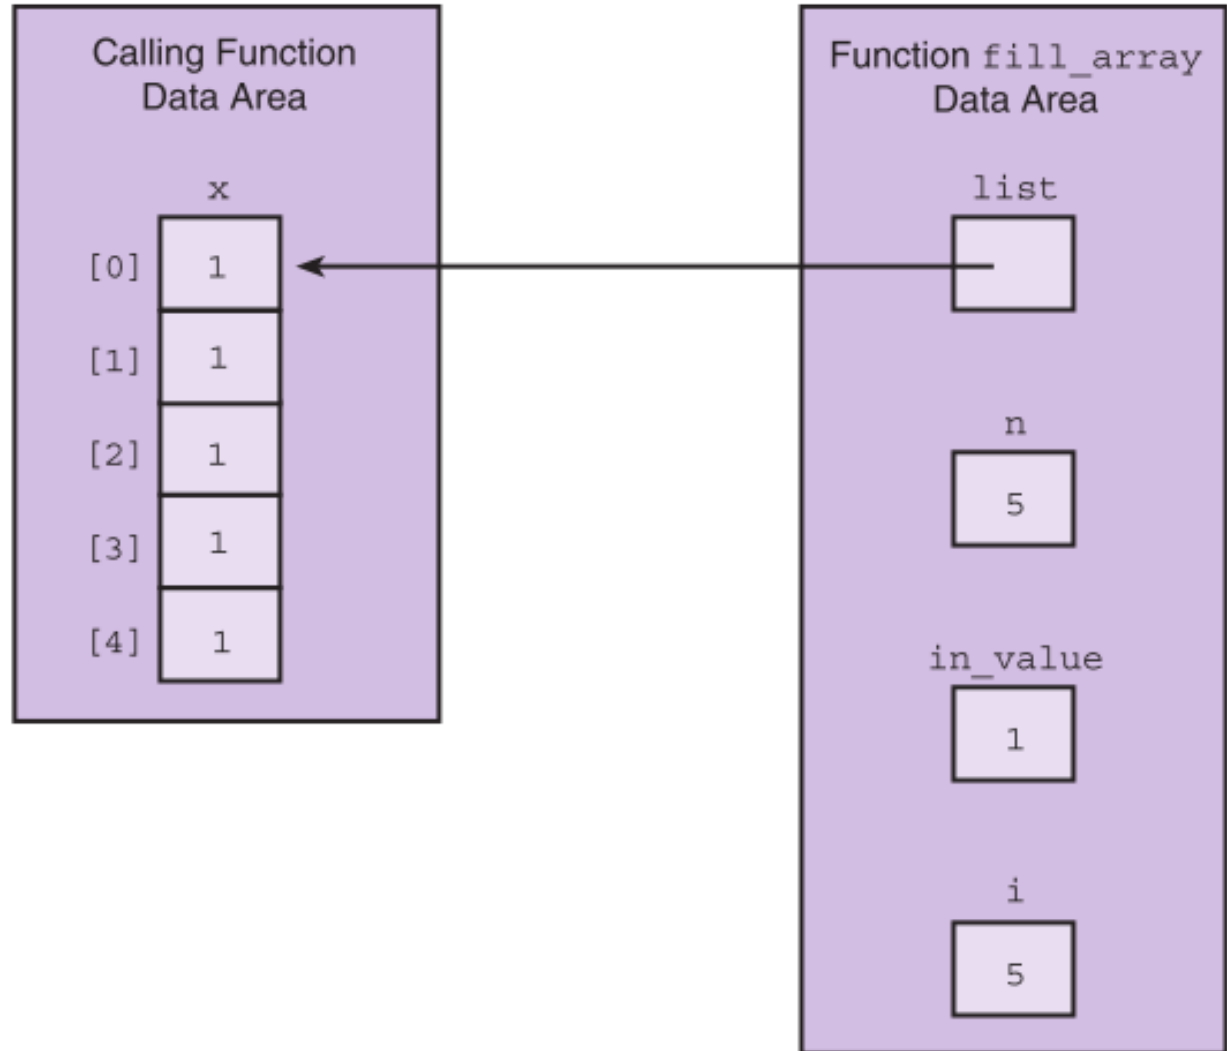 Calling Function
Data Area
x
[0] 1
[1] 1
[2] 1
[3] 1
[4] 1
Function fill_array
Data Area
list
n
5
in_value
1
i
5